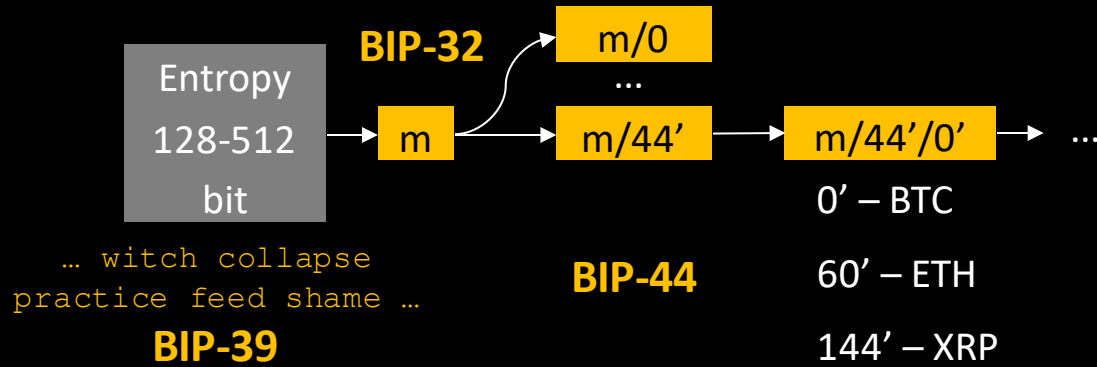 BIP-32
m/0
...
Entropy
128-512
bit
m
m/44'
m/44'/0'
...
0' – BTC
60' – ETH
144' – XRP
… witch collapse
practice feed shame …
BIP-39
BIP-44